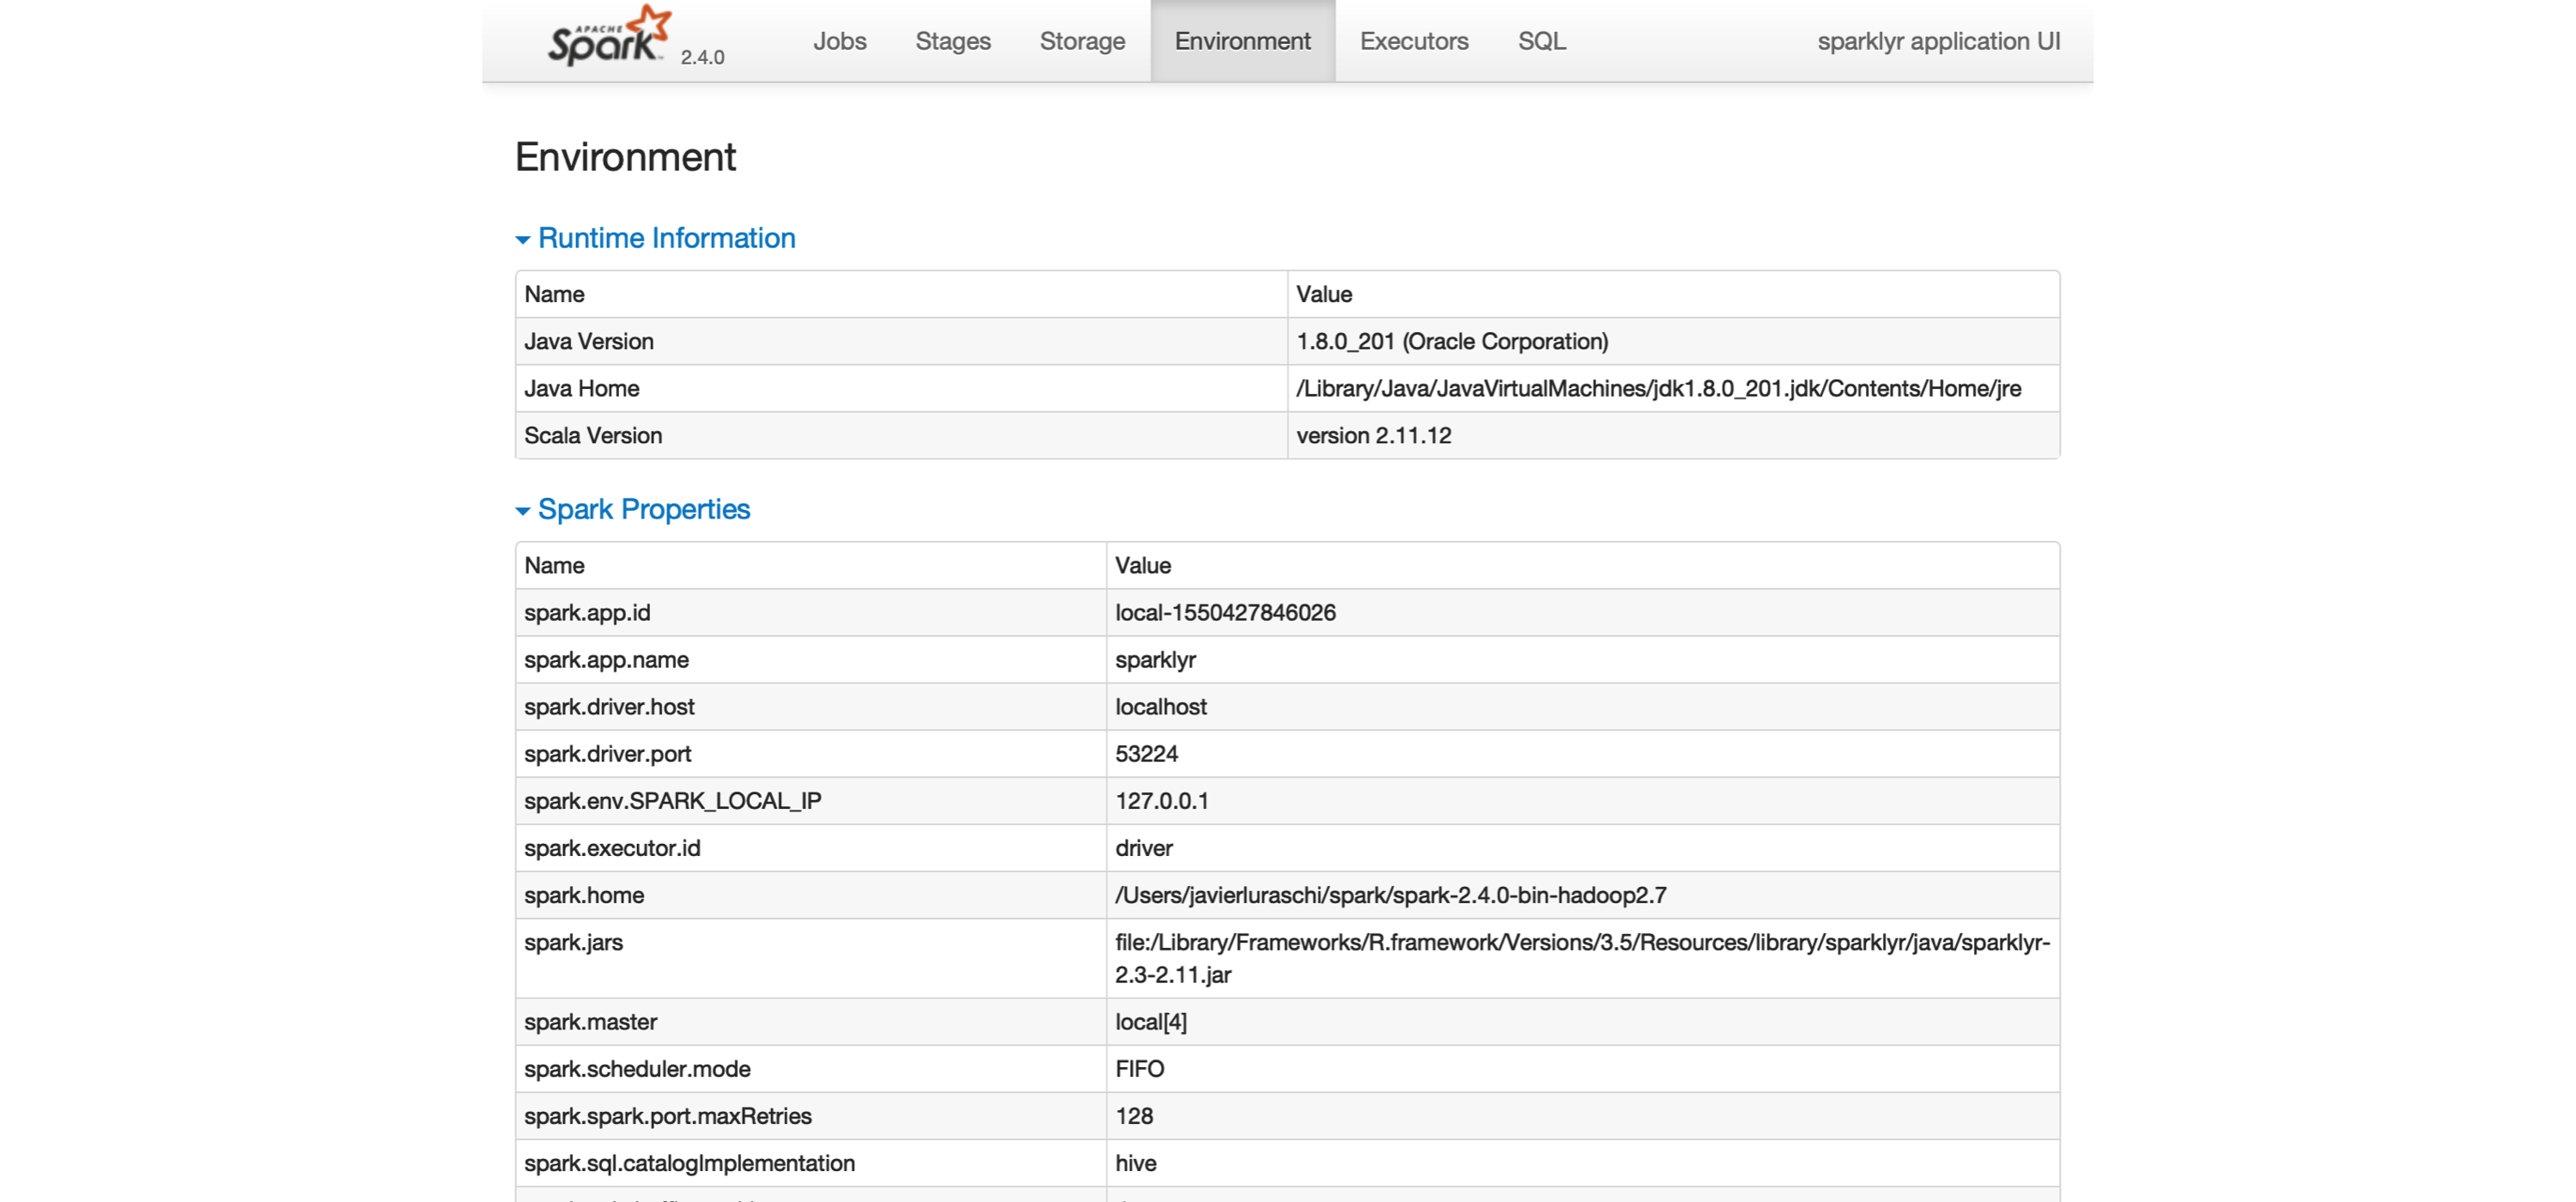 APACHE
Spark 2.4.0 Jobs Stages Storage Environment Executors SQL sparklyr application UI
Environment
Runtime Information
Name Value
Java Version 1.8.0_201 (Oracle Corporation)
Java Home /Library/Java/JavaVirtualMachines/jdk1.8.0_201.jdk/Contents/Home/jre
Scala Version version 2.11.12
Spark Properties
Name Value
spark.app.id local-1550427846026
spark.app.name sparklyr
spark.driver.host localhost
spark.driver.port 53224
spark.env.SPARK_LOCAL_IP 127.0.0.1
spark.executor.id driver
spark.home /Users/javierluraschi/spark/spark-2.4.0-bin-hadoop2.7
spark.jars file:/Library/Frameworks/R.framework/Versions/3.5/Resources/library/sparklyr/java/sparklyr-
2.3-2.11.jar
spark.master local[4]
spark.scheduler.mode FIFO
spark.spark.port.maxRetries 128
spark.sql.catalogImplementation hive